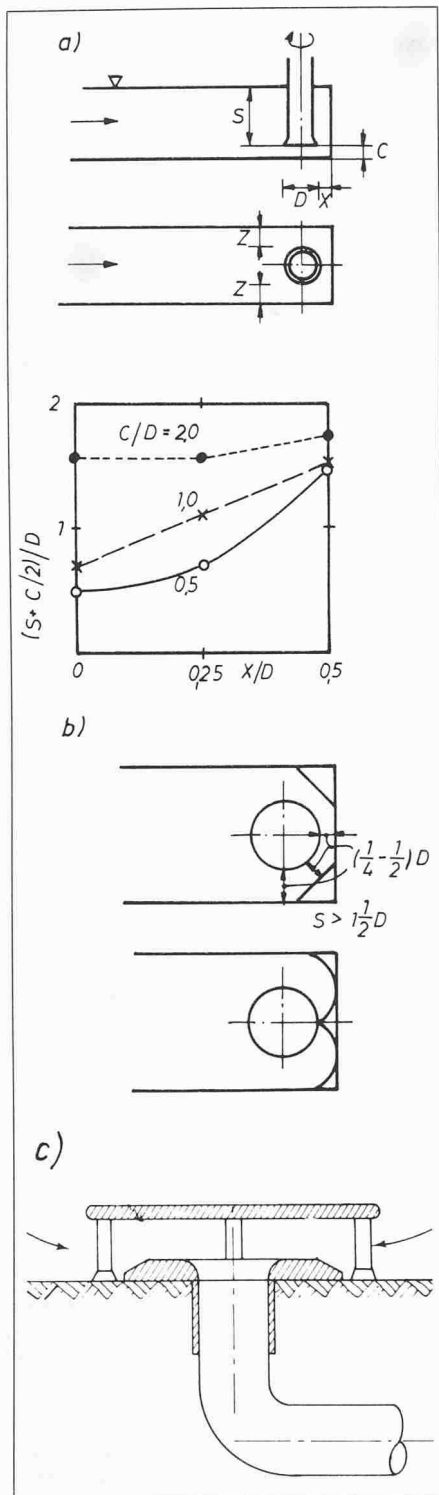 a)
S
C
D X
Z
Z
2
C/D = 2,0
1,0
1
0,5
(S + C/2)/D
0 0,25 X/D 0,5
b)
(1/4 - 1/2) D
S > 1 1/2 D
c)